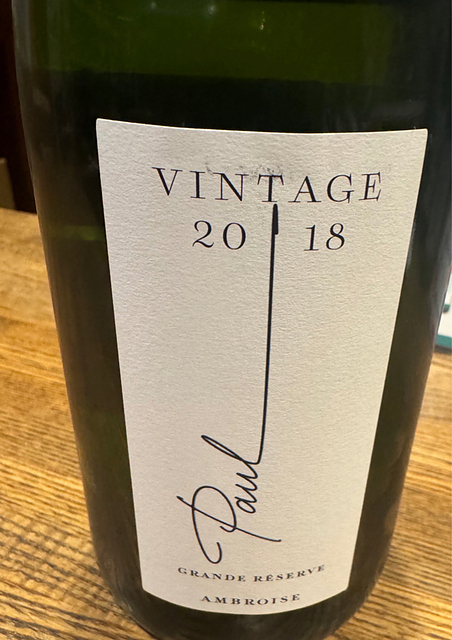 VINTAGE
20 18
Paul
GRANDE RÉSERVE
AMBROISE